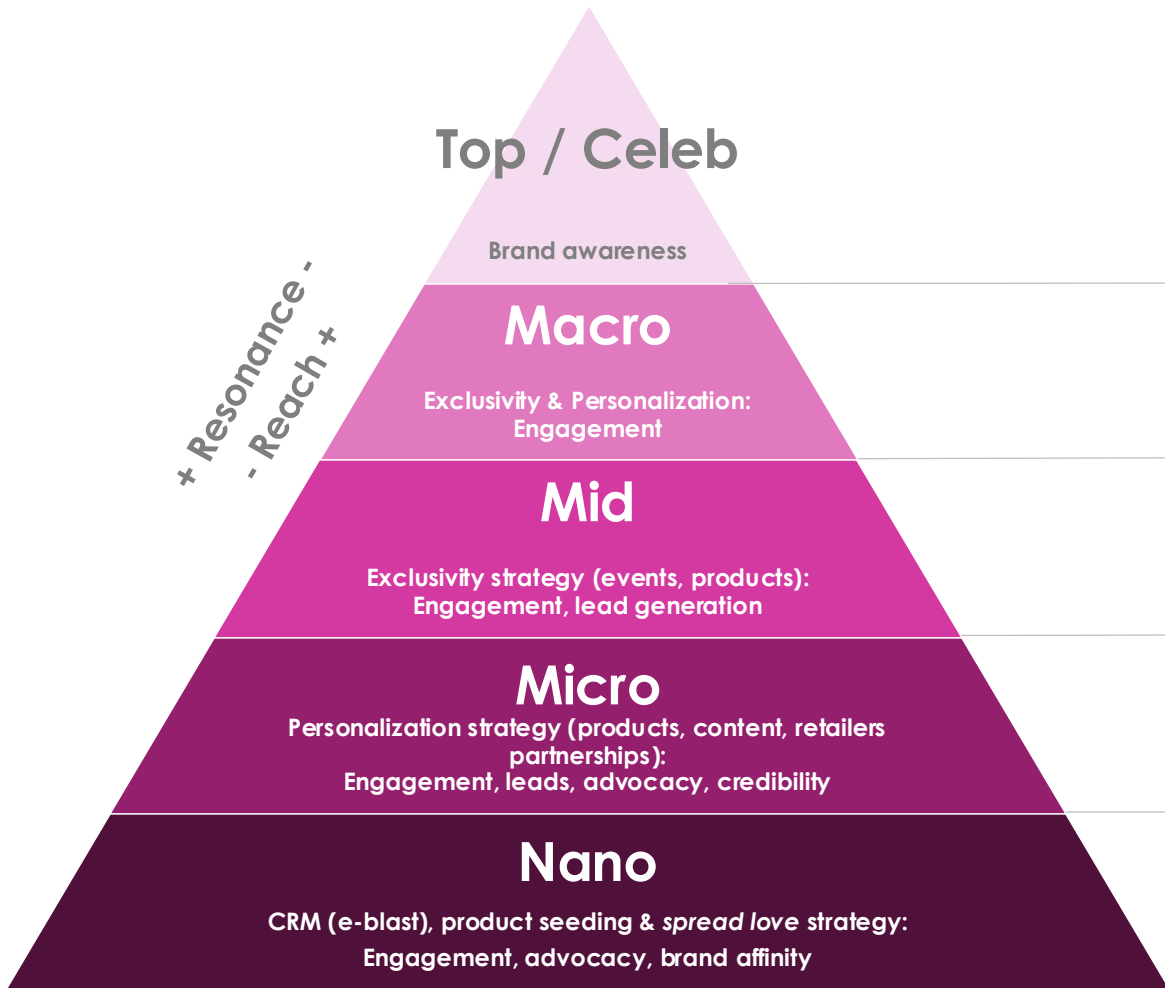 Top / Celeb
Brand awareness
+ Resonance -
- Reach +
Macro
Exclusivity & Personalization:
Engagement
Mid
Exclusivity strategy (events, products):
Engagement, lead generation
Micro
Personalization strategy (products, content, retailers
partnerships):
Engagement, leads, advocacy, credibility
Nano
CRM (e-blast), product seeding & spread love strategy:
Engagement, advocacy, brand affinity